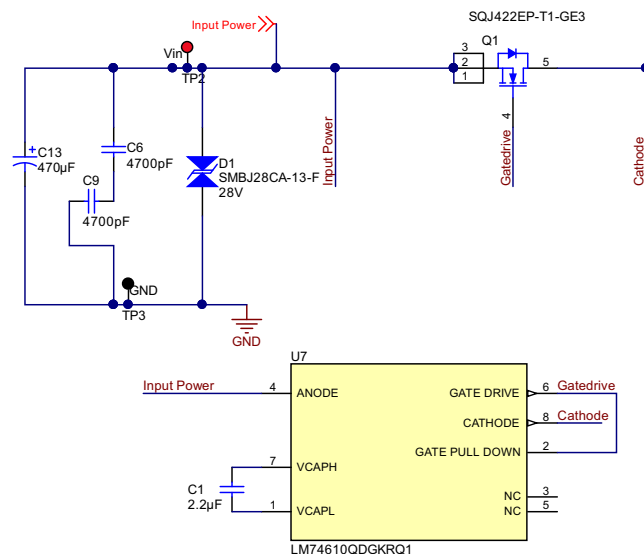 SQJ422EP-T1-GE3
Input Power
Q1
Vin
TP2
3
2
1
5
4
+
C13
470µF
C6
4700pF
C9
4700pF
D1
SMBJ28CA-13-F
28V
Input Power
Gatedrive
Cathode
GND
TP3
GND
U7
Input Power
4
ANODE
GATE DRIVE
6
Gatedrive
CATHODE
8
Cathode
GATE PULL DOWN
2
7
VCAPH
C1
2.2µF
1
VCAPL
NC
3
NC
5
LM74610QDGKRQ1